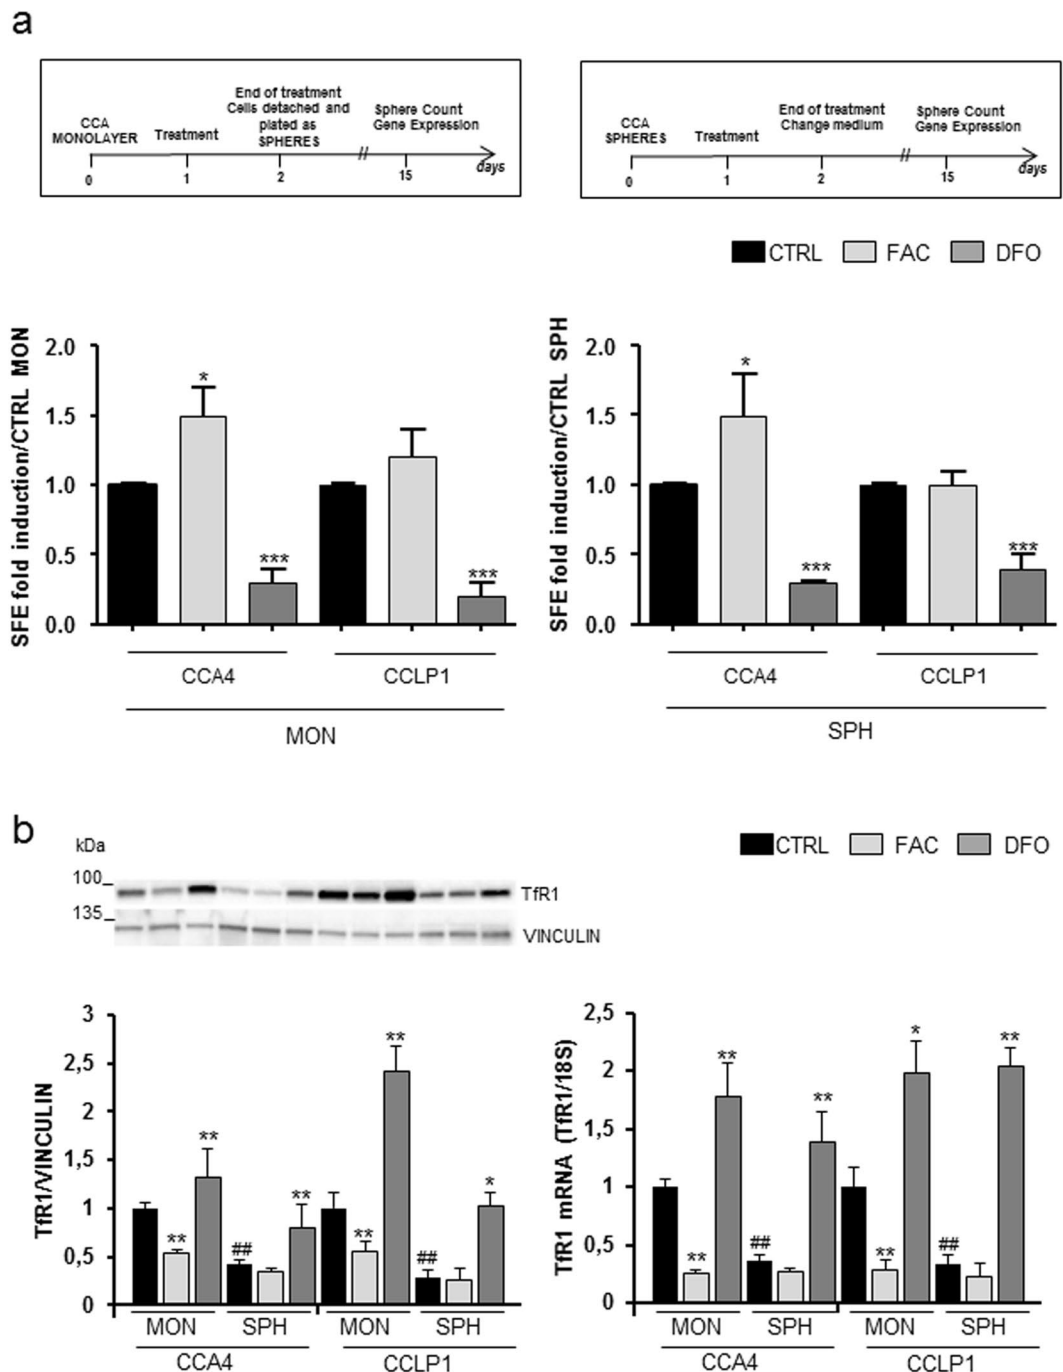 a
CCA
MONOLAYER
Treatment
End of treatment
Cells detached and
plated as
SPHERES
Sphere Count
Gene Expression
0
1
2
//
15
days
CCA
SPHERES
Treatment
End of treatment
Change medium
Sphere Count
Gene Expression
0
1
2
//
15
days
CTRL FAC DFO
SFE fold induction/CTRL MON
2.0
1.5
1.0
0.5
0.0
*
***
***
CCA4
CCLP1
MON
SFE fold induction/CTRL SPH
2.0
1.5
1.0
0.5
0.0
*
***
***
CCA4
CCLP1
SPH
b
CTRL FAC DFO
kDa
100
TfR1
135
VINCULIN
TfR1/VINCULIN
3
2,5
2
1,5
1
0,5
0
**
**
##
**
**
**
##
*
MON SPH MON SPH
CCA4 CCLP1
TfR1 mRNA (TfR1/18S)
2,5
2
1,5
1
0,5
0
**
**
##
**
**
*
##
**
MON SPH MON SPH
CCA4 CCLP1